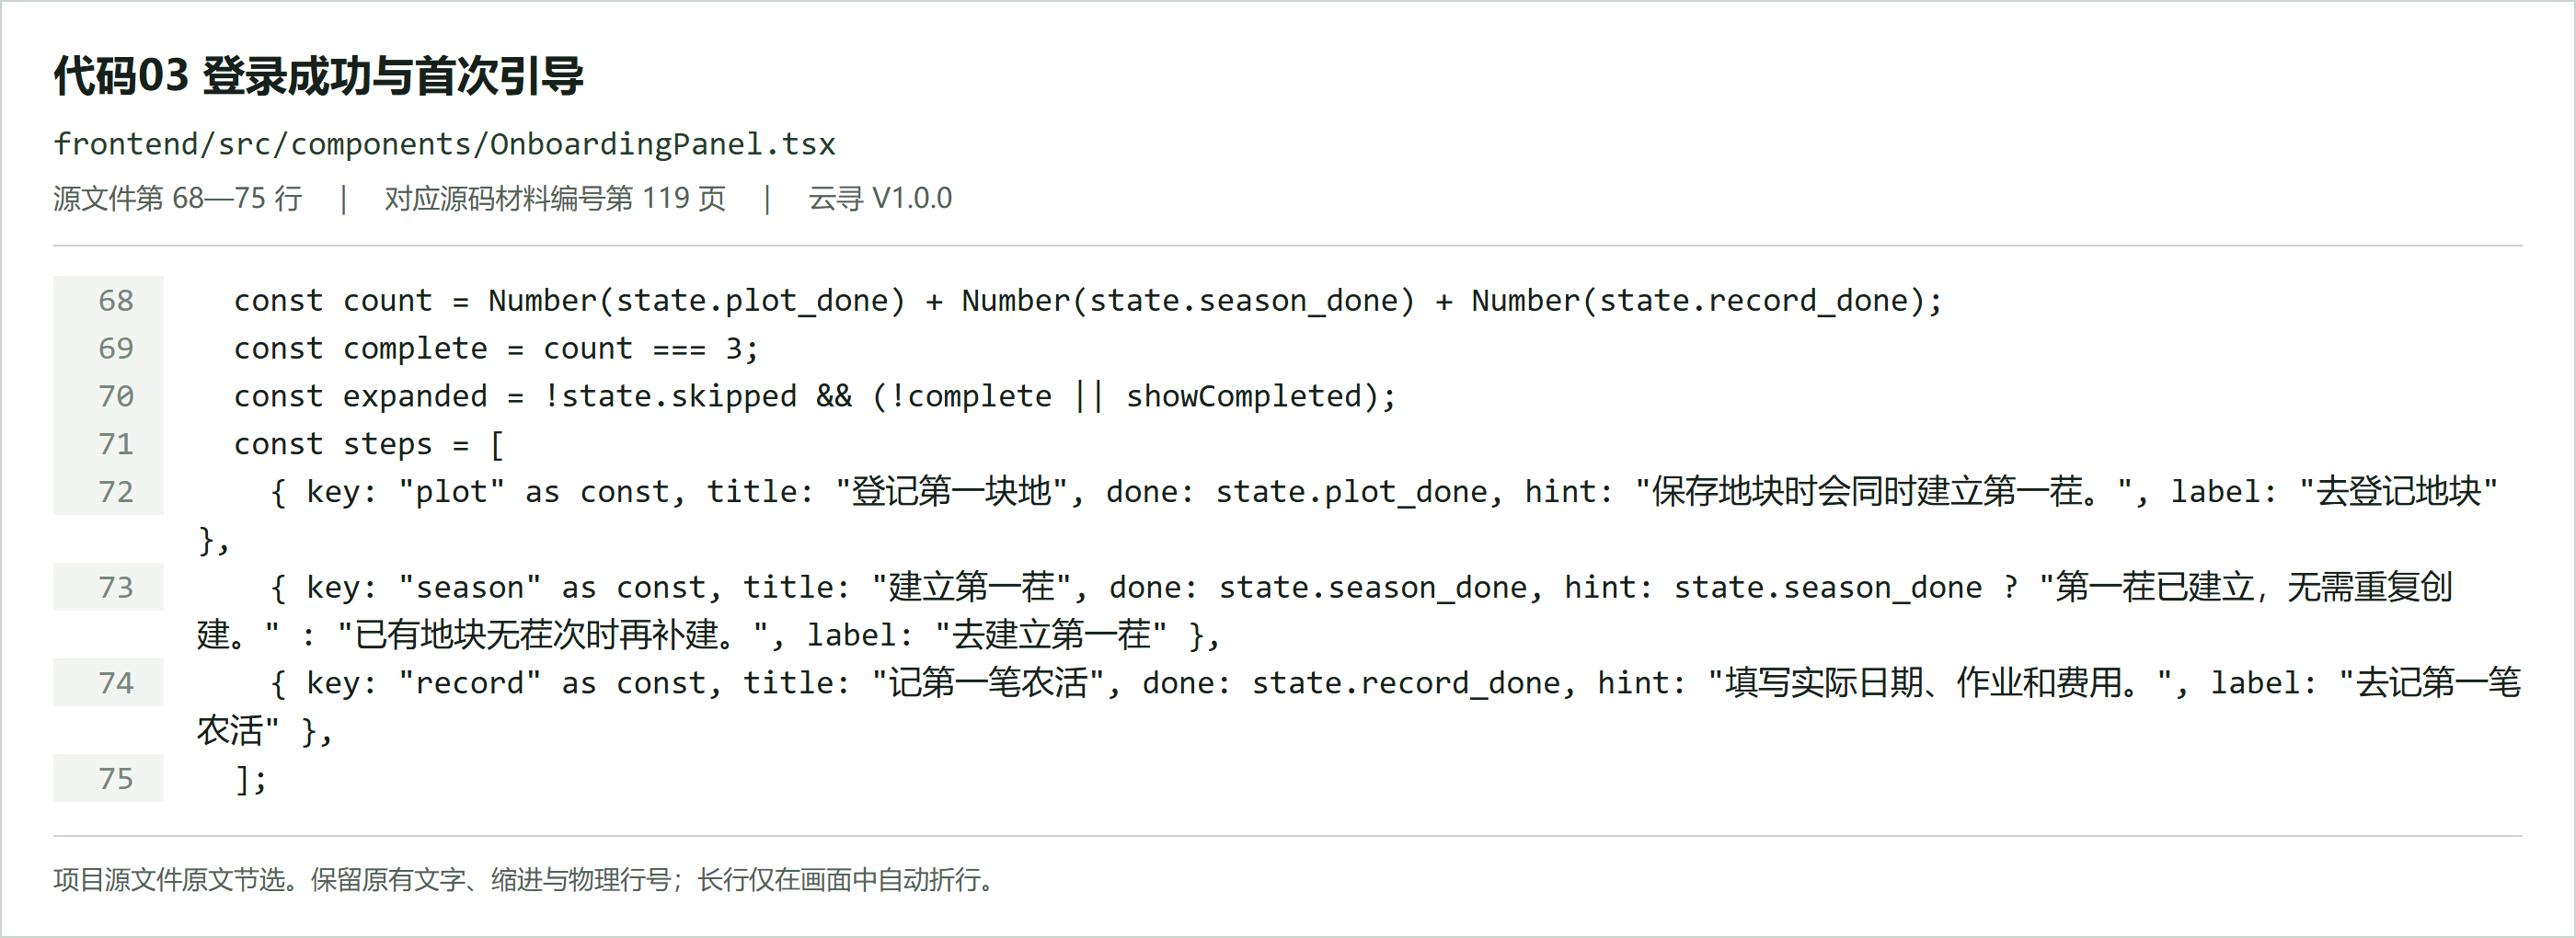 代码03 登录成功与首次引导
frontend/src/components/OnboardingPanel.tsx
源文件第 68—75 行 | 对应源码材料编号第 119 页 | 云寻 V1.0.0
68 const count = Number(state.plot_done) + Number(state.season_done) + Number(state.record_done);
69 const complete = count === 3;
70 const expanded = !state.skipped && (!complete || showCompleted);
71 const steps = [
72 { key: "plot" as const, title: "登记第一块地", done: state.plot_done, hint: "保存地块时会同时建立第一茬。", label: "去登记地块"
},
73 { key: "season" as const, title: "建立第一茬", done: state.season_done, hint: state.season_done ? "第一茬已建立，无需重复创
建。" : "已有地块无茬次时再补建。", label: "去建立第一茬" },
74 { key: "record" as const, title: "记第一笔农活", done: state.record_done, hint: "填写实际日期、作业和费用。", label: "去记第一笔
农活" },
75 ];
项目源文件原文节选。保留原有文字、缩进与物理行号；长行仅在画面中自动折行。